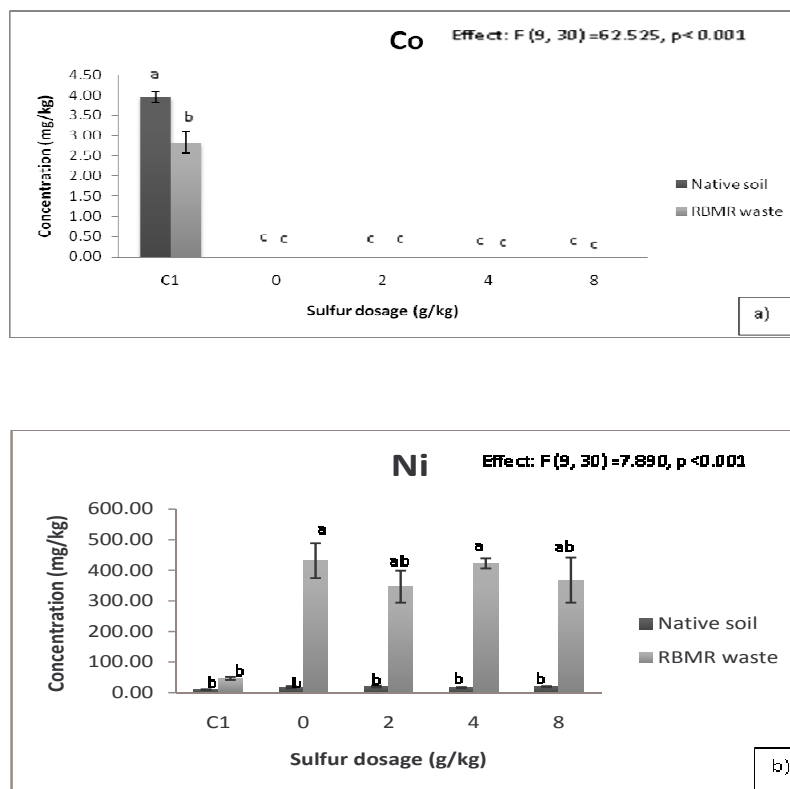 Co Effect: F (9, 30) =62.525, p< 0.001
Concentration (mg/kg)
4.50
4.00
3.50
3.00
2.50
2.00
1.50
1.00
0.50
0.00
a
b
c c c c c c c c
C1 0 2 4 8
Sulfur dosage (g/kg)
Native soil
RBMR waste
a)
Ni Effect: F (9, 30) =7.890, p <0.001
Concentration (mg/kg)
600.00
500.00
400.00
300.00
200.00
100.00
0.00
a ab a ab
b b b b b
C1 0 2 4 8
Sulfur dosage (g/kg)
Native soil
RBMR waste
b)